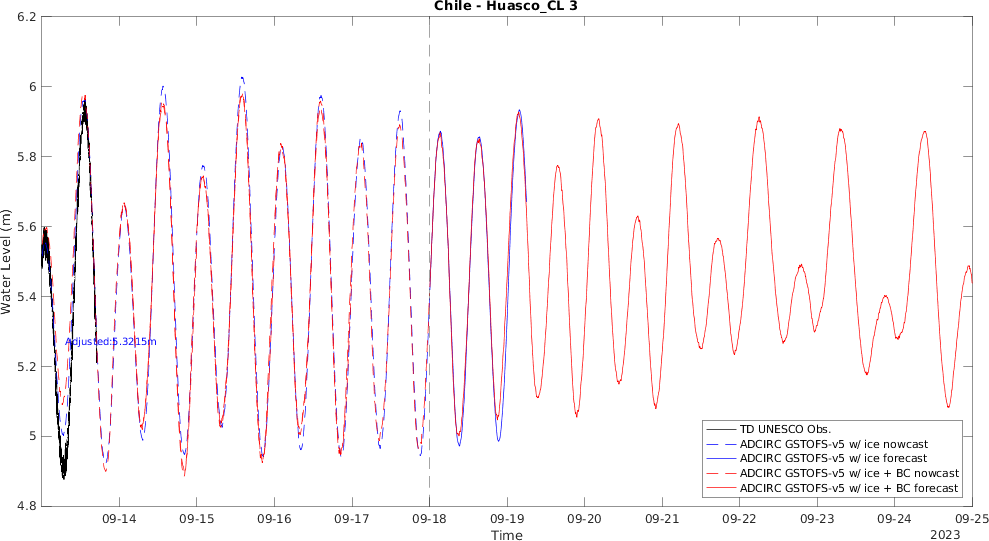 Chile - Huasco_CL 3
Water Level (m)
6.2
6
5.8
5.6
5.4
5.2
5
4.8
Adjusted:5.3215m
TD UNESCO Obs.
ADCIRC GSTOFS-v5 w/ ice nowcast
ADCIRC GSTOFS-v5 w/ ice forecast
ADCIRC GSTOFS-v5 w/ ice + BC nowcast
ADCIRC GSTOFS-v5 w/ ice + BC forecast
09-14 09-15 09-16 09-17 09-18 09-19 09-20 09-21 09-22 09-23 09-24 09-25
Time
2023